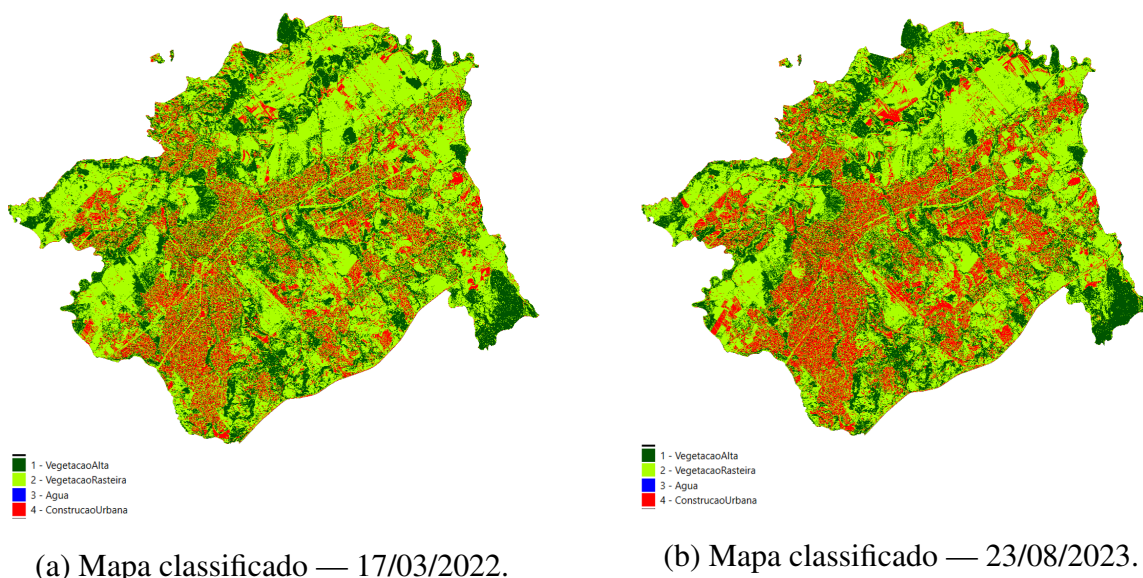 1 - VegetacaoAlta
2 - VegetacaoRasteira
3 - Agua
4 - ConstrucaoUrbana
(a) Mapa classificado — 17/03/2022.
1 - VegetacaoAlta
2 - VegetacaoRasteira
3 - Agua
4 - ConstrucaoUrbana
(b) Mapa classificado — 23/08/2023.